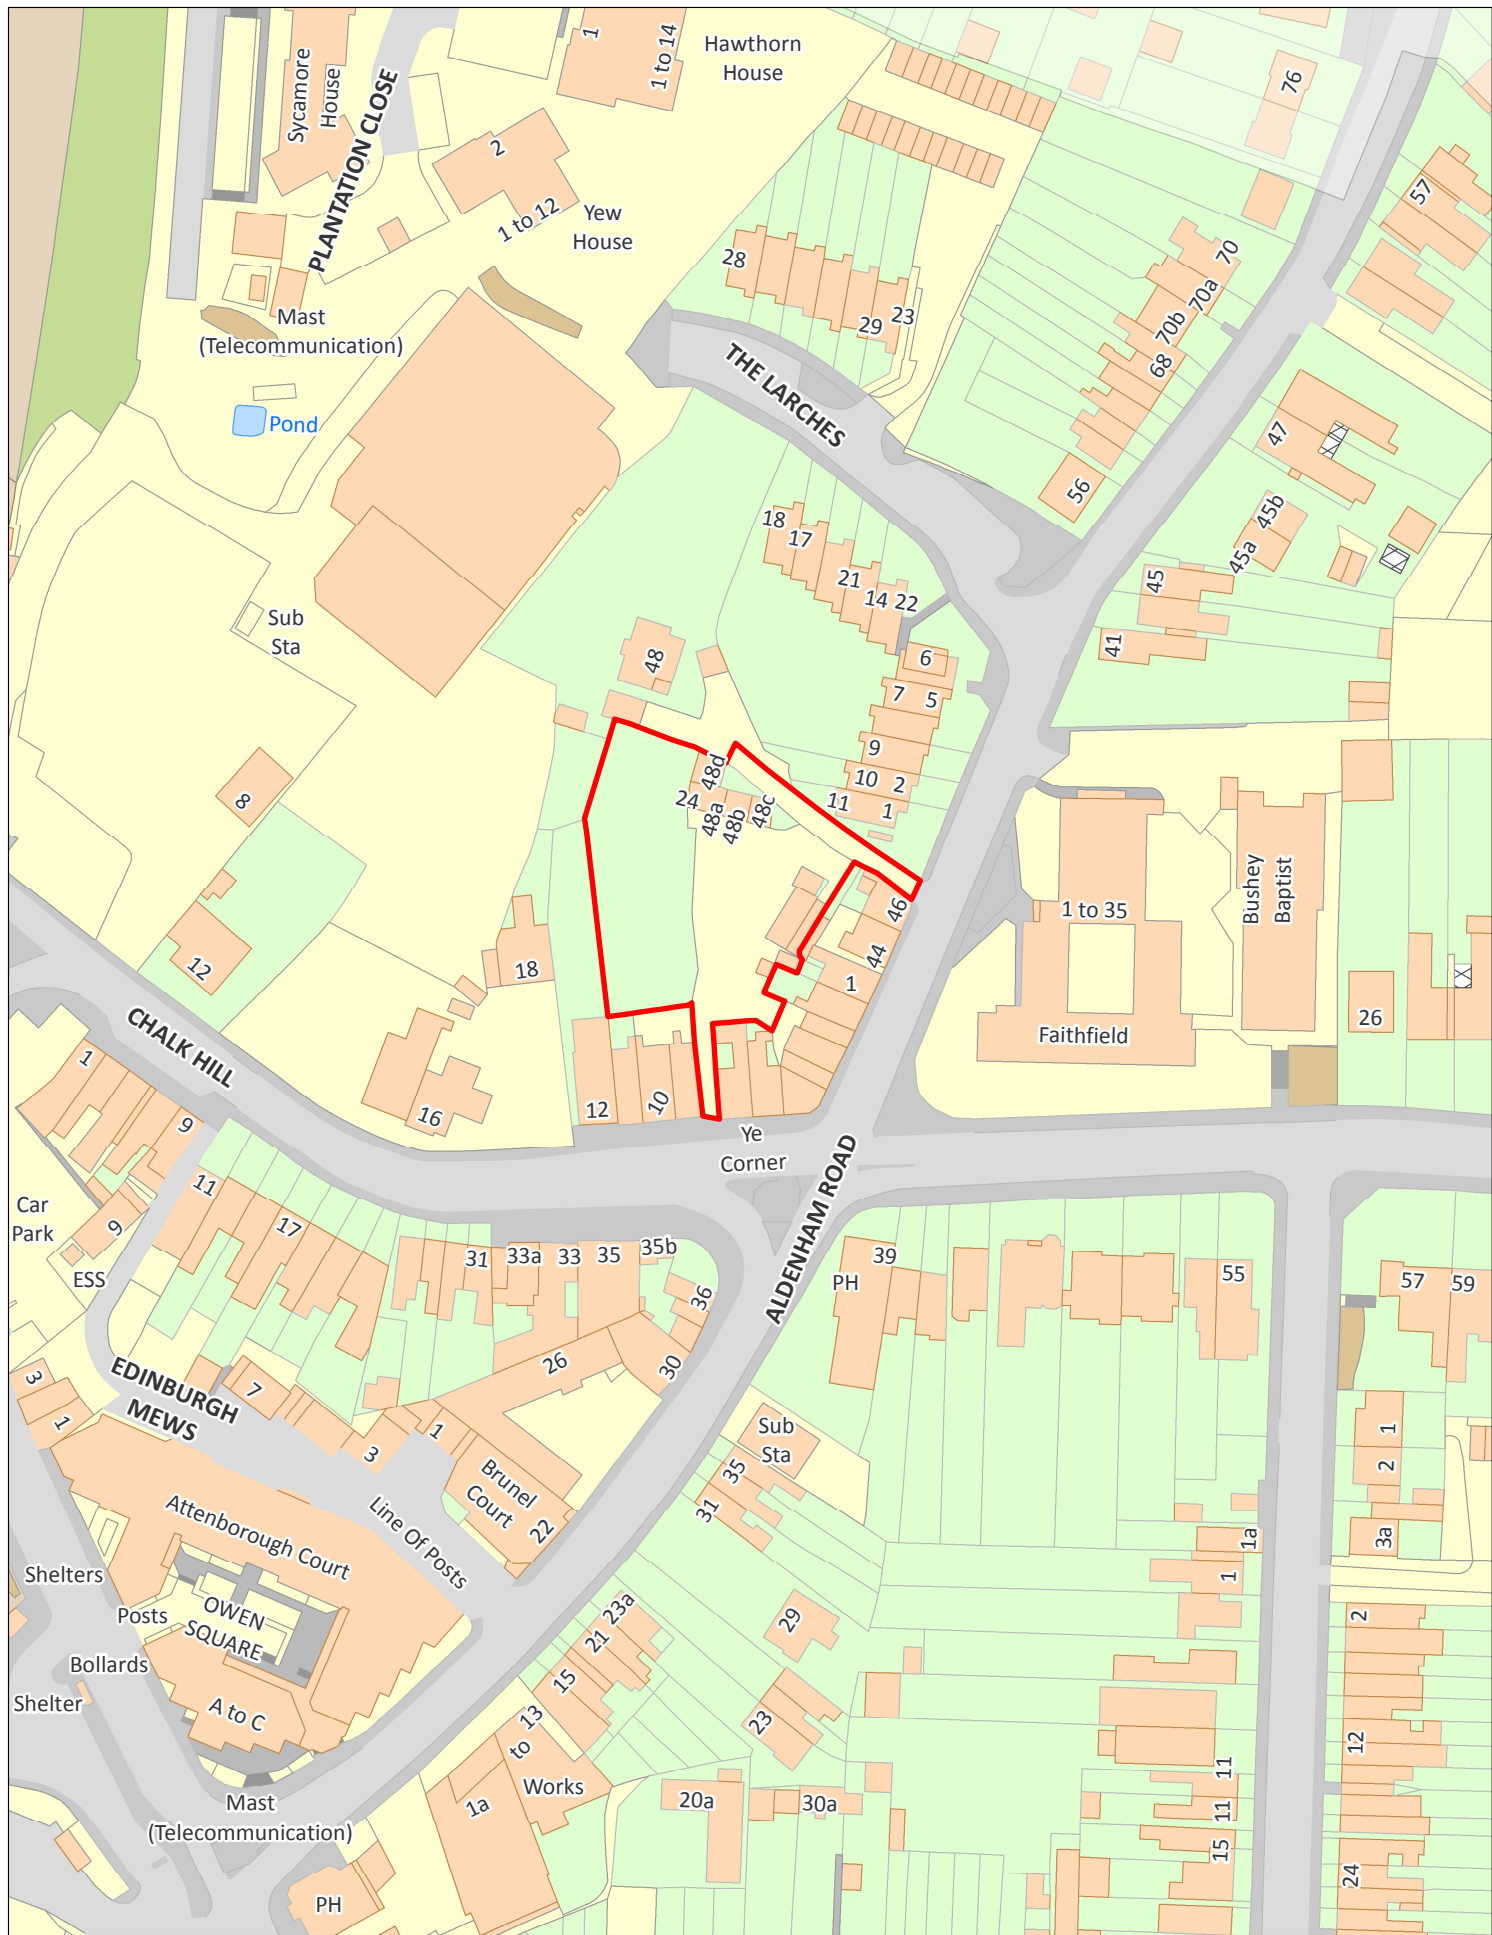 1
1 to 14
Hawthorn
House
Sycamore
House
PLANTATION CLOSE
2
1 to 12
Yew
House
76
57
28
29
23
70
70a
70b
68
Mast
(Telecommunication)
THE LARCHES
Pond
47
56
45b
45a
45
41
18
17
21
14
22
Sub
Sta
48
6
7
5
9
10
2
11
1
48d
24
48a
48b
48c
8
46
44
1
1 to 35
Bushey
Baptist
12
18
26
Faithfield
CHALK HILL
1
9
16
12
10
Ye
Corner
ALDENHAM ROAD
11
Car
Park
9
17
ESS
31
33a
33
35
35b
36
39
PH
55
57
59
26
30
EDINBURGH
MEWS
3
1
7
3
1
Brunel
Court
22
Sub
Sta
35
31
1
2
3a
1a
1
Attenborough Court
Line Of Posts
Shelters
Posts
OWEN
SQUARE
Bollards
Shelter
A to C
23a
21
15
29
23
2
13
to
Works
1a
12
11
11
15
20a
30a
Mast
(Telecommunication)
24
PH